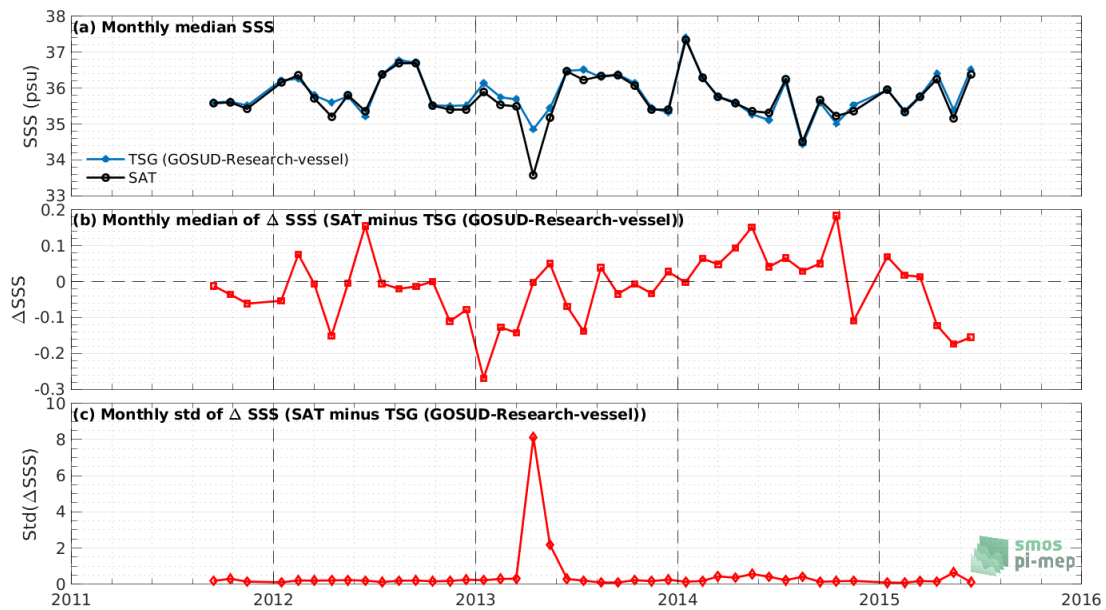 (a) Monthly median SSS
38
37
36
35
34
33
SSS (psu)
TSG (GOSUD-Research-vessel)
SAT
(b) Monthly median of Δ SSS (SAT minus TSG (GOSUD-Research-vessel))
0.2
0.1
0
-0.1
-0.2
-0.3
ΔSSS
(c) Monthly std of Δ SSS (SAT minus TSG (GOSUD-Research-vessel))
10
8
6
4
2
0
Std(ΔSSS)
smos
pi-mep
2011 2012 2013 2014 2015 2016